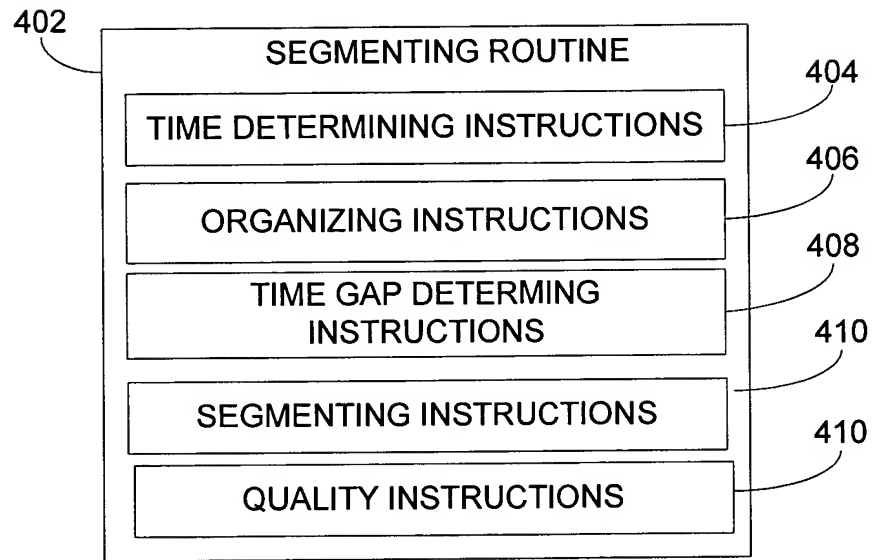 402
SEGMENTING ROUTINE
404
TIME DETERMINING INSTRUCTIONS
406
ORGANIZING INSTRUCTIONS
408
TIME GAP DETERMING
INSTRUCTIONS
410
SEGMENTING INSTRUCTIONS
410
QUALITY INSTRUCTIONS